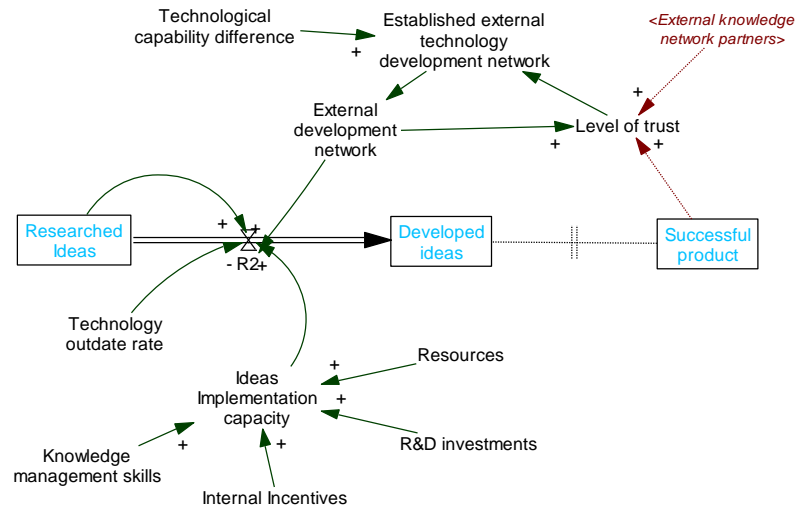 Technological
capability difference
+
Established external
technology
development network
<External knowledge
network partners>
+
External
development
network
+
Level of trust
+
Researched
Ideas
+
+
- R2+
Developed
ideas
Successful
product
Technology
outdate rate
Ideas
Implementation
capacity
+
Resources
+
R&D investments
Knowledge
management skills
+
+
Internal Incentives